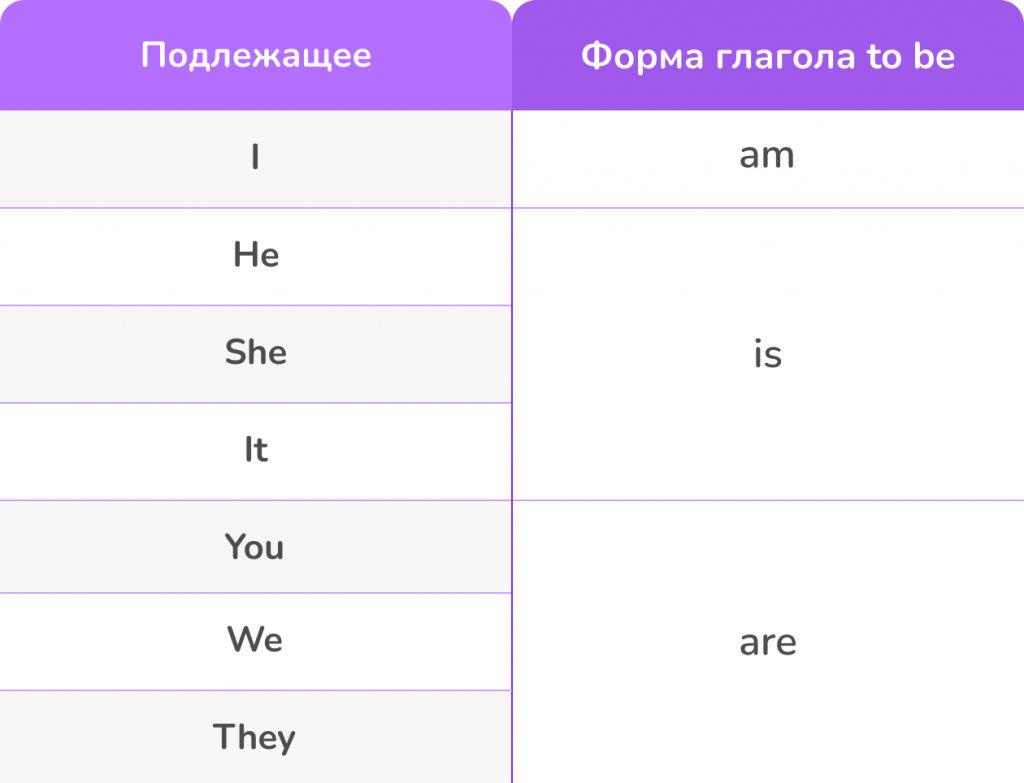 Подлежащее
Форма глагола to be
I
am
He
She
is
It
You
We
are
They